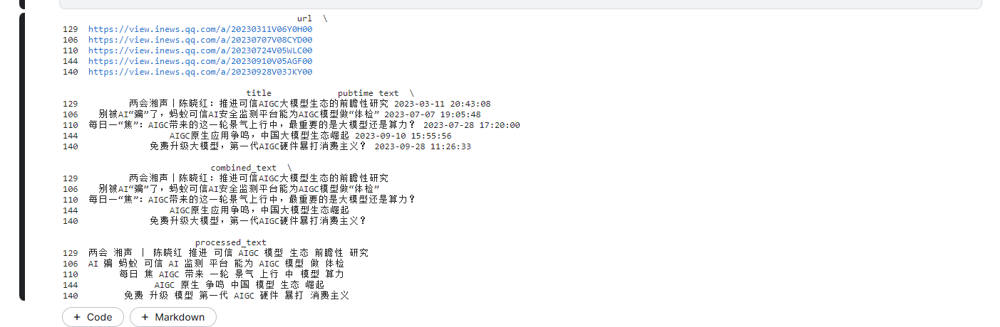 url \
129 https://view.inews.qq.com/a/20230311V06Y0H00
106 https://view.inews.qq.com/a/20230707V08CYD00
110 https://view.inews.qq.com/a/20230724V05WLC00
144 https://view.inews.qq.com/a/20230910V05AGF00
140 https://view.inews.qq.com/a/20230928V03JKY00
title pubtime_text \
129 两会湘声丨陈晓红：推进可信AIGC大模型生态的前瞻性研究 2023-03-11 20:43:08
106 别被AI“骗”了，蚂蚁可信AI安全监测平台能为AIGC模型做“体检” 2023-07-07 19:05:48
110 每日一“焦”：AIGC带来的这一轮景气上行中，最重要的是大模型还是算力？ 2023-07-28 17:20:00
144 AIGC原生应用争鸣，中国大模型生态崛起 2023-09-10 15:55:56
140 免费升级大模型，第一代AIGC硬件暴打消费主义？ 2023-09-28 11:26:33
combined_text \
129 两会湘声丨陈晓红：推进可信AIGC大模型生态的前瞻性研究
106 别被AI“骗”了，蚂蚁可信AI安全监测平台能为AIGC模型做“体检”
110 每日一“焦”：AIGC带来的这一轮景气上行中，最重要的是大模型还是算力？
144 AIGC原生应用争鸣，中国大模型生态崛起
140 免费升级大模型，第一代AIGC硬件暴打消费主义？
processed_text
129 两会 湘声 丨 陈晓红 推进 可信 AIGC 模型 生态 前瞻性 研究
106 AI 骗 蚂蚁 可信 AI 监测 平台 能为 AIGC 模型 做 体检
110 每日 焦 AIGC 带来 一轮 景气 上行 中 模型 算力
144 AIGC 原生 争鸣 中国 模型 生态 崛起
140 免费 升级 模型 第一代 AIGC 硬件 暴打 消费主义
+ Code + Markdown